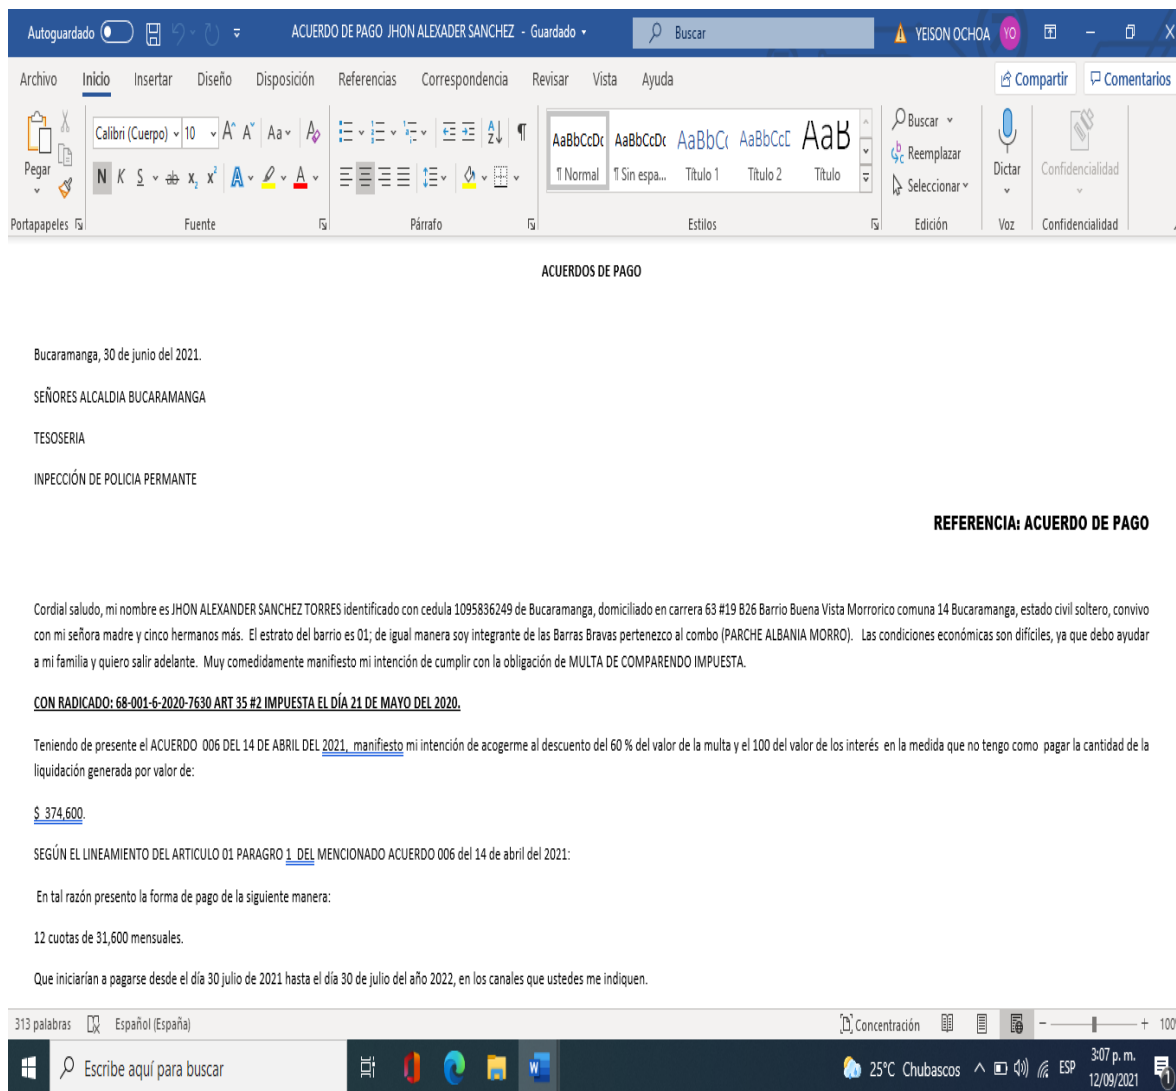 Autoguardado ACUERDO DE PAGO JHON ALEXADER SANCHEZ - Guardado Buscar YEISON OCHOA YO
Archivo Inicio Insertar Diseño Disposición Referencias Correspondencia Revisar Vista Ayuda Compartir Comentarios
Calibri (Cuerpo) 10 A A Aa A
Pegar
N K S ab x2 x2 A A
AaBbCcDc AaBbCcDc AaBbC AaBbCcE AaB
¶ Normal ¶ Sin espa... Título 1 Título 2 Título
Buscar
Reemplazar
Seleccionar
Dictar
Confidencialidad
Portapapeles Fuente Párrafo Estilos Edición Voz Confidencialidad
ACUERDOS DE PAGO
Bucaramanga, 30 de junio del 2021.
SEÑORES ALCALDIA BUCARAMANGA
TESOSERIA
INPECCIÓN DE POLICIA PERMANTE
REFERENCIA: ACUERDO DE PAGO
Cordial saludo, mi nombre es JHON ALEXANDER SANCHEZ TORRES identificado con cedula 1095836249 de Bucaramanga, domiciliado en carrera 63 #19 B26 Barrio Buena Vista Morrorico comuna 14 Bucaramanga, estado civil soltero, convivo
con mi señora madre y cinco hermanos más. El estrato del barrio es 01; de igual manera soy integrante de las Barras Bravas pertenezco al combo (PARCHE ALBANIA MORRO). Las condiciones económicas son difíciles, ya que debo ayudar
a mi familia y quiero salir adelante. Muy comedidamente manifiesto mi intención de cumplir con la obligación de MULTA DE COMPARENDO IMPUESTA.
CON RADICADO: 68-001-6-2020-7630 ART 35 #2 IMPUESTA EL DÍA 21 DE MAYO DEL 2020.
Teniendo de presente el ACUERDO 006 DEL 14 DE ABRIL DEL 2021, manifiesto mi intención de acogerme al descuento del 60 % del valor de la multa y el 100 del valor de los interés en la medida que no tengo como pagar la cantidad de la
liquidación generada por valor de:
$ 374,600.
SEGÚN EL LINEAMIENTO DEL ARTICULO 01 PARAGRO 1 DEL MENCIONADO ACUERDO 006 del 14 de abril del 2021:
En tal razón presento la forma de pago de la siguiente manera:
12 cuotas de 31,600 mensuales.
Que iniciarían a pagarse desde el día 30 julio de 2021 hasta el día 30 de julio del año 2022, en los canales que ustedes me indiquen.
313 palabras Español (España) Concentración 100%
Escribe aquí para buscar 25°C Chubascos ESP 3:07 p. m.
12/09/2021